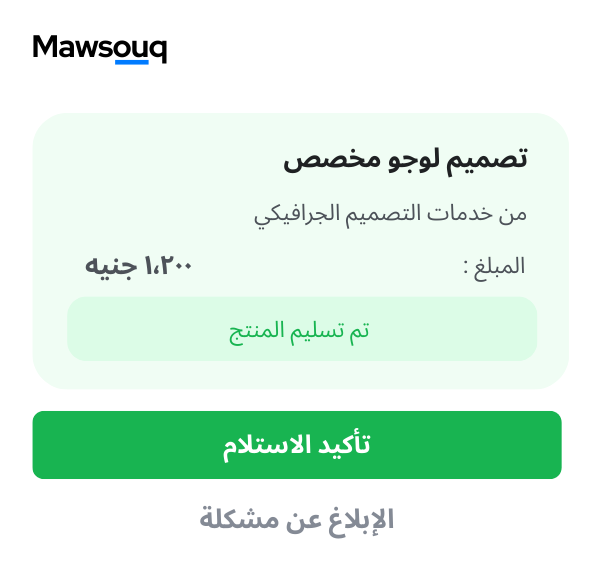 Mawsouq
تصميم لوجو مخصص
من خدمات التصميم الجرافيكي
المبلغ : ١،٢٠٠ جنيه
تم تسليم المنتج
تأكيد الاستلام
الإبلاغ عن مشكلة